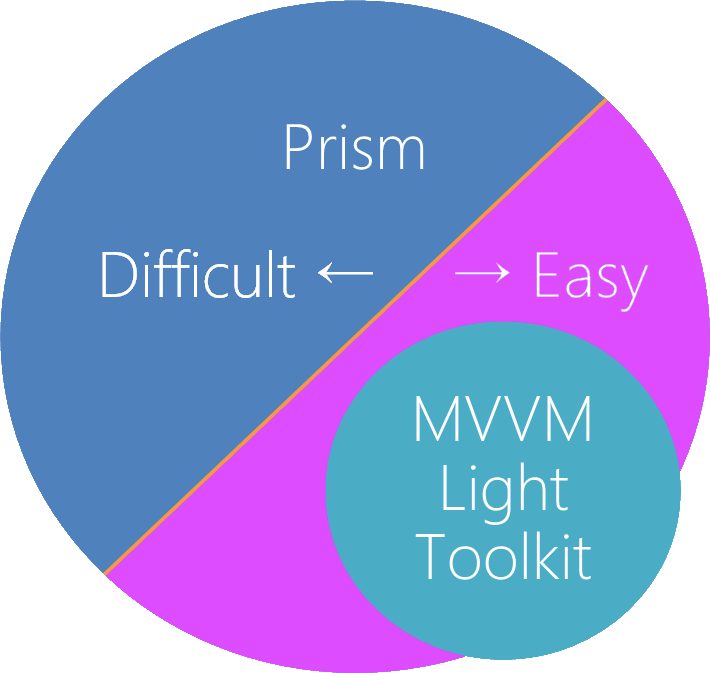 Prism
Difficult ← → Easy
MVVM
Light
Toolkit